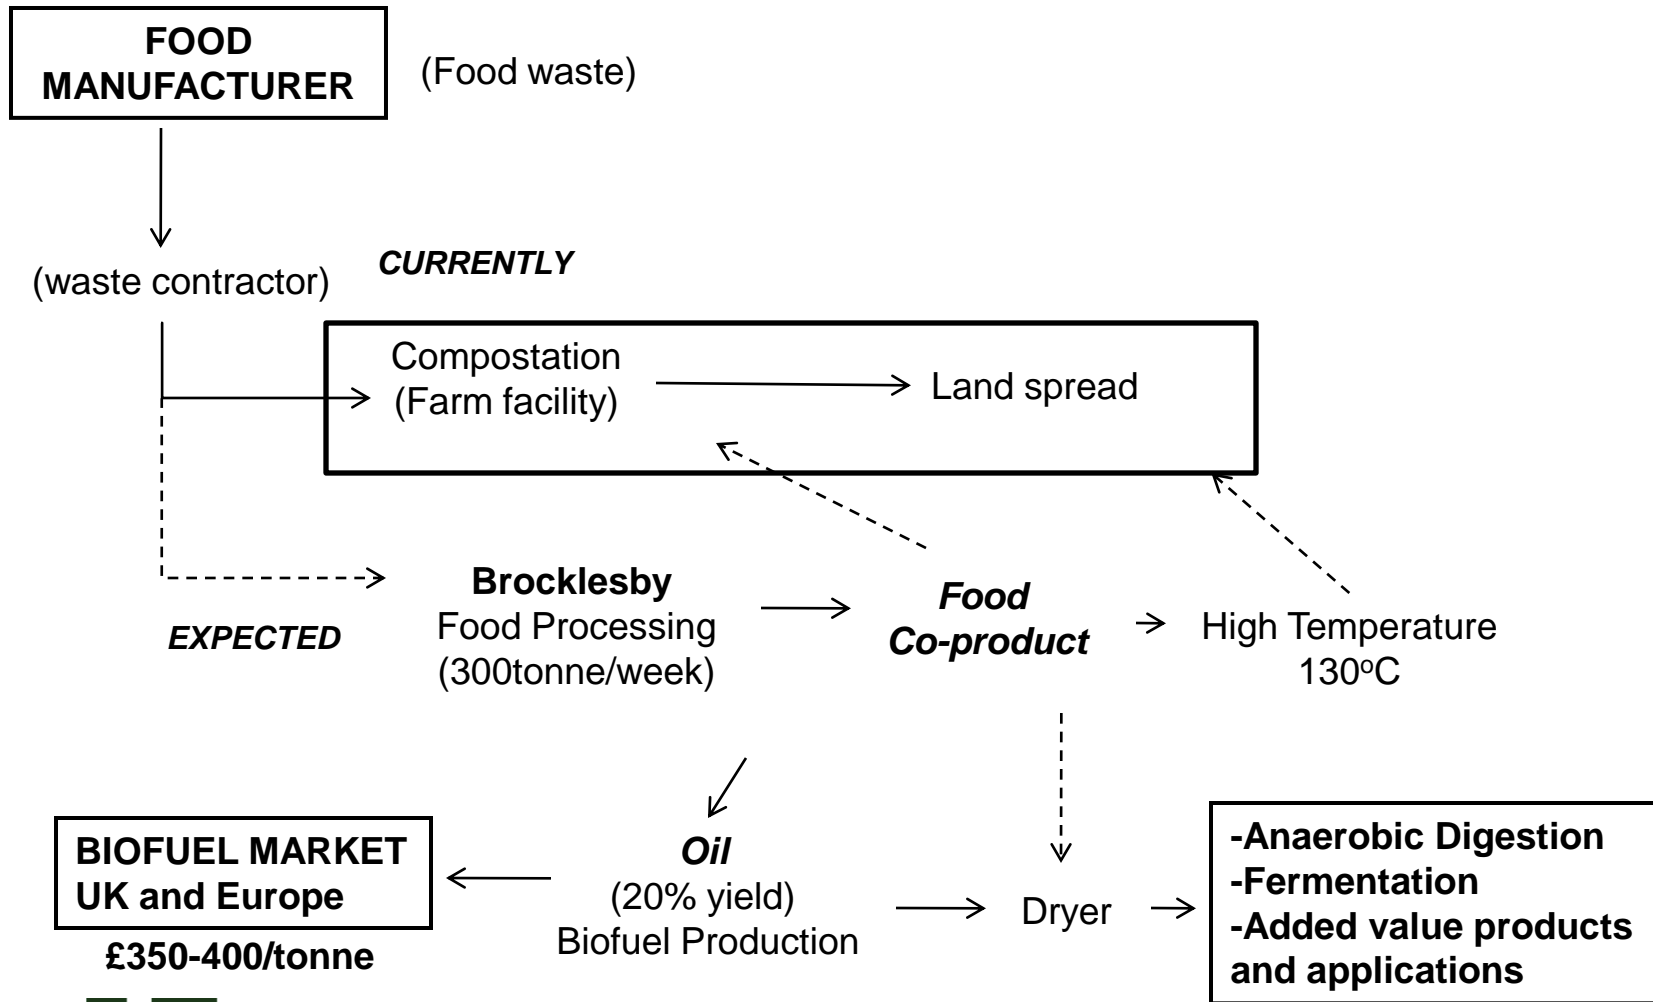 FOOD
MANUFACTURER
(Food waste)
(waste contractor)
CURRENTLY
Compostation
(Farm facility)
Land spread
EXPECTED
Brocklesby
Food Processing
(300tonne/week)
Food
Co-product
High Temperature
130ºC
BIOFUEL MARKET
UK and Europe
£350-400/tonne
Oil
(20% yield)
Biofuel Production
Dryer
-Anaerobic Digestion
-Fermentation
-Added value products
and applications